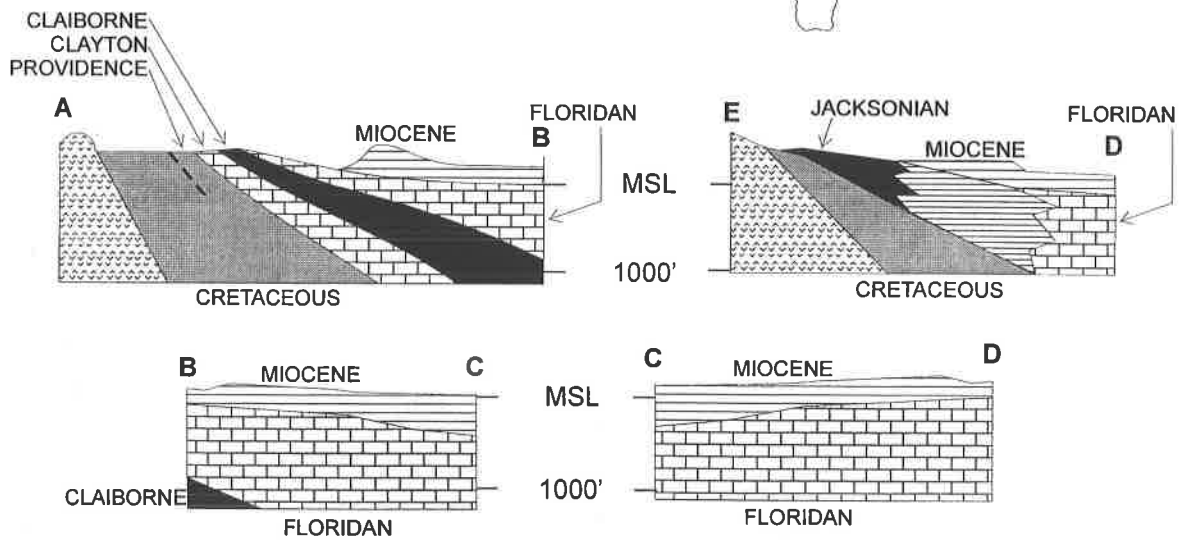 CLAIBORNE
CLAYTON
PROVIDENCE
A
MIOCENE
B
FLORIDAN
MSL
1000'
CRETACEOUS
E
JACKSONIAN
MIOCENE
D
FLORIDAN
CRETACEOUS
B
MIOCENE
C
MSL
1000'
CLAIBORNE
FLORIDAN
C
MIOCENE
D
FLORIDAN